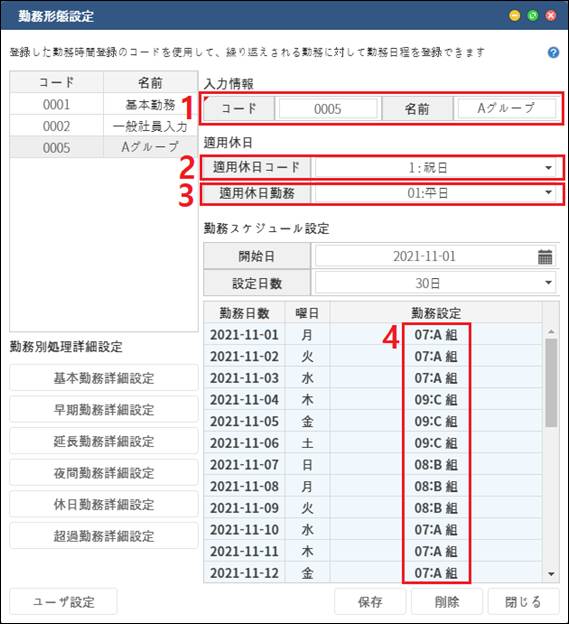 勤務形態設定
登録した勤務時間登録のコードを使用して、繰り返えされる勤務に対して勤務日程を登録できます
?
コード 名前
0001 基本勤務
0002 一般社員入力
0005 Aグループ
入力情報
1 コード 0005 名前 Aグループ
適用休日
2 適用休日コード 1:祝日
3 適用休日勤務 01:平日
勤務スケジュール設定
開始日 2021-11-01
設定日数 30日
勤務日数 曜日 勤務設定
4
2021-11-01 月 07:A 組
2021-11-02 火 07:A 組
2021-11-03 水 07:A 組
2021-11-04 木 09:C 組
2021-11-05 金 09:C 組
2021-11-06 土 09:C 組
2021-11-07 日 08:B 組
2021-11-08 月 08:B 組
2021-11-09 火 08:B 組
2021-11-10 水 07:A 組
2021-11-11 木 07:A 組
2021-11-12 金 07:A 組
勤務別処理詳細設定
基本勤務詳細設定
早期勤務詳細設定
延長勤務詳細設定
夜間勤務詳細設定
休日勤務詳細設定
超過勤務詳細設定
ユーザ設定 保存 削除 閉じる